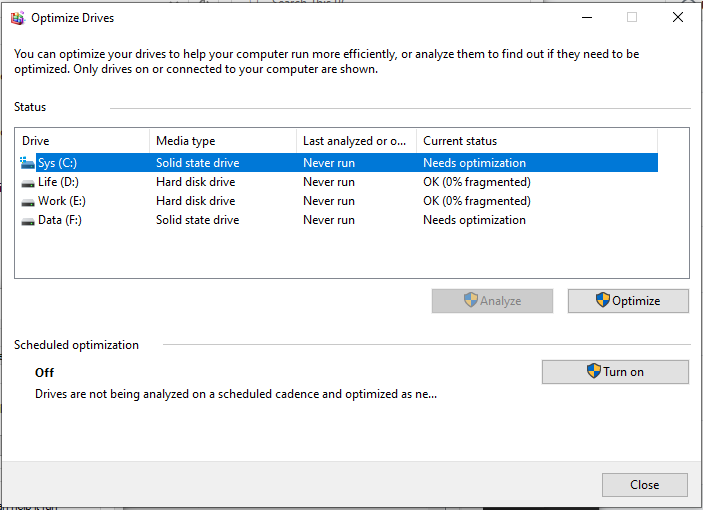 Search This Pl
Optimize Drives
You can optimize your drives to help your computer run more efficiently, or analyze them to find out if they need to be
optimized. Only drives on or connected to your computer are shown.
Status
Drive Media type Last analyzed or o... Current status
Sys (C:) Solid state drive Never run Needs optimization
Life (D:) Hard disk drive Never run OK (0% fragmented)
Work (E:) Hard disk drive Never run OK (0% fragmented)
Data (F:) Solid state drive Never run Needs optimization
Analyze Optimize
Scheduled optimization
Off
Turn on
Drives are not being analyzed on a scheduled cadence and optimized as ne...
Close